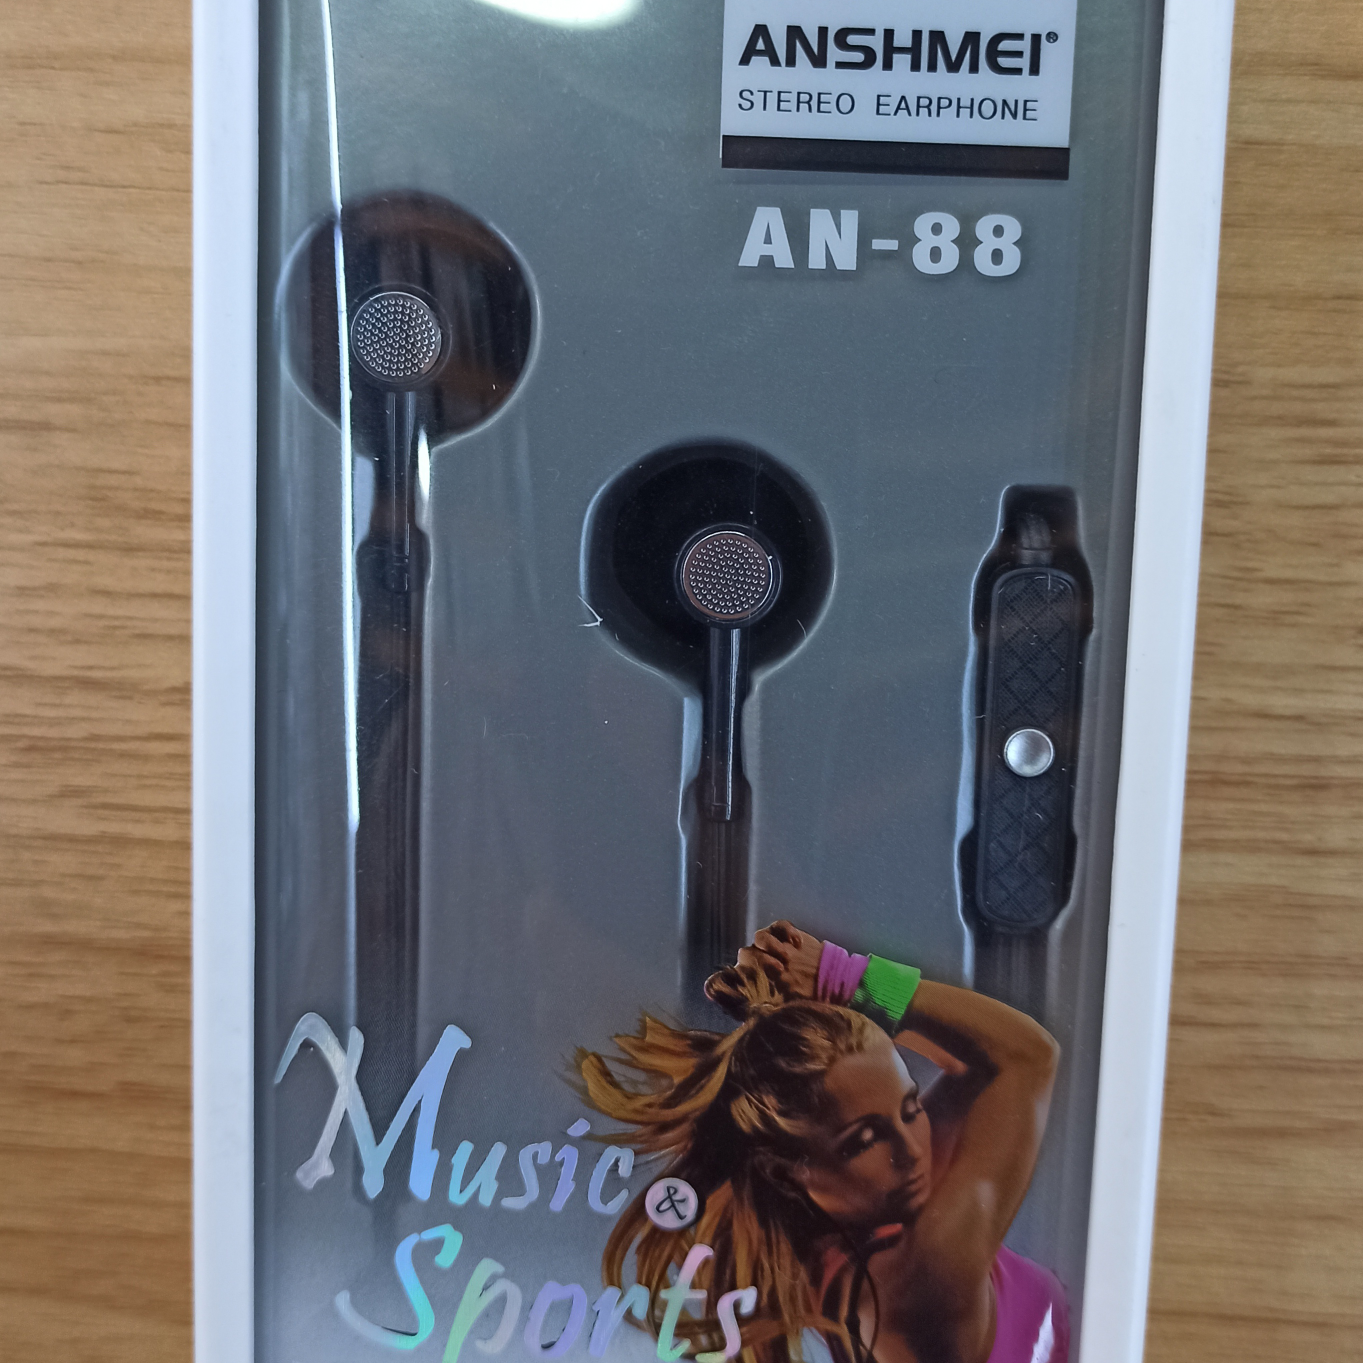 ANSHMEI®
STEREO EARPHONE
AN-88
Music &
Sports